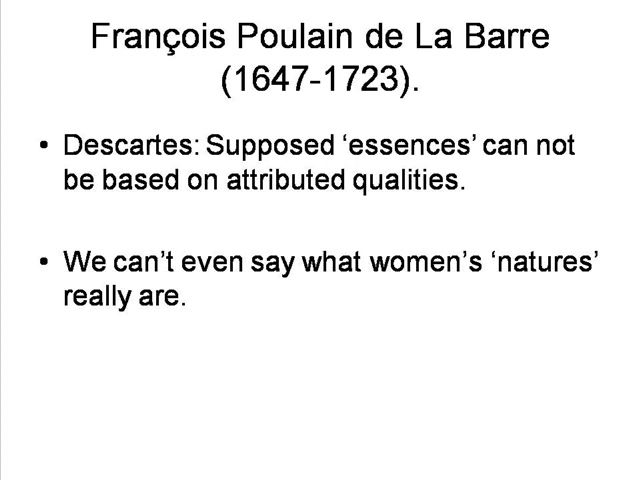 François Poulain de La Barre
(1647-1723).
• Descartes: Supposed ‘essences’ can not
be based on attributed qualities.
• We can’t even say what women’s ‘natures’
really are.